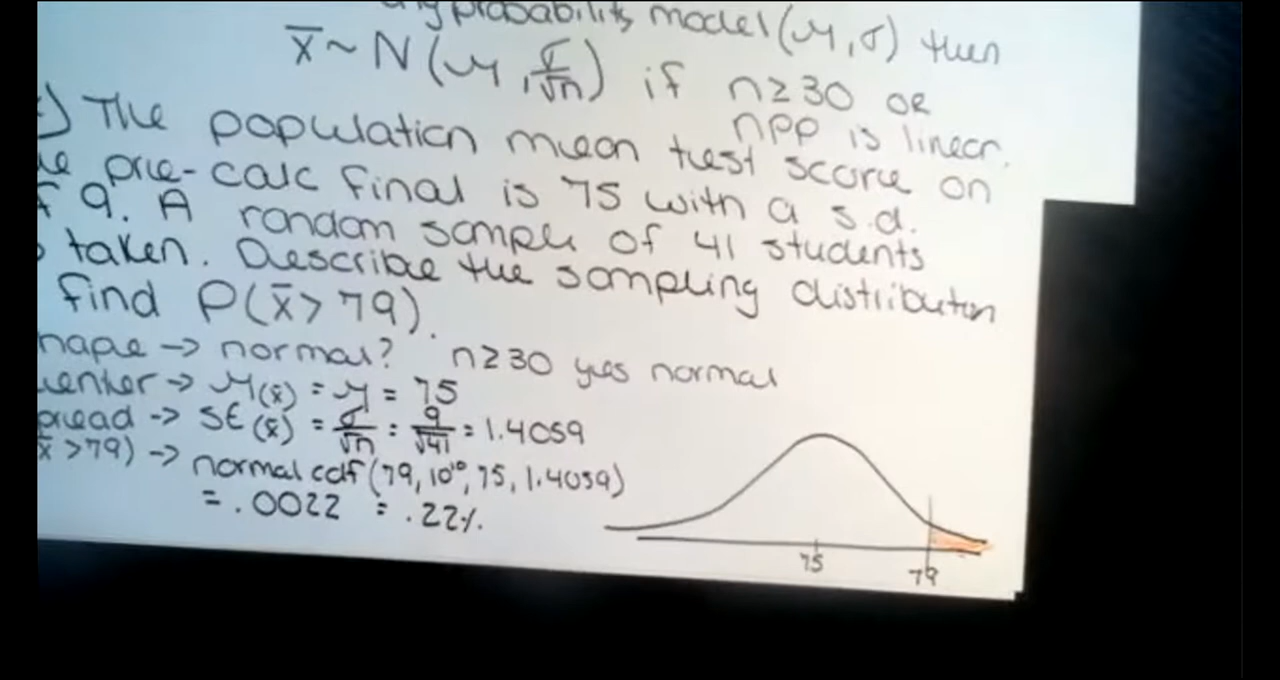 probability model (μ, σ) then
x̄ ~ N (μ, σ/√n) if n ≥ 30 or
npp is linear.
) The population mean test score on
pre-calc final is 75 with a s.d.
9. A random sample of 41 students
taken. Describe the sampling distribution
find P(x̄ > 79).
hape -> normal? n ≥ 30 yes normal
enter -> μ(x̄) = μ = 75
pread -> SE(x̄) = σ/√n = 9/√41 = 1.4059
x̄ > 79) -> normal cdf (79, 10¹⁰, 75, 1.4059)
= .0022 = .22%.
75
79